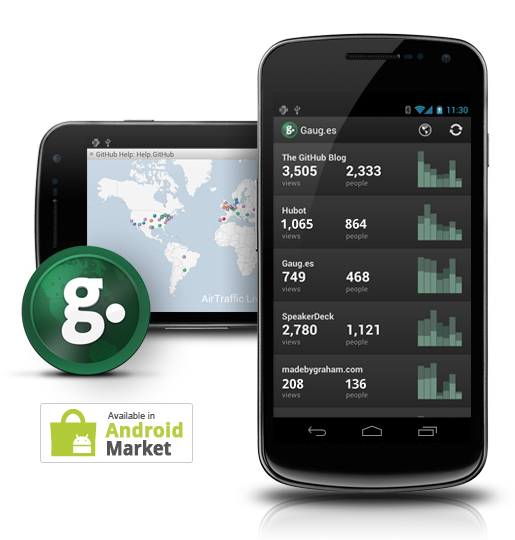 11:30
g. Gaug.es
The GitHub Blog
3,505 2,333
views people
Hubot
1,065 864
views people
Gaug.es
749 468
views people
SpeakerDeck
2,780 1,121
views people
madebygraham.com
208 136
views people
GitHub Help: Help.GitHub
AirTraffic Li
g.
Available in
Android
Market